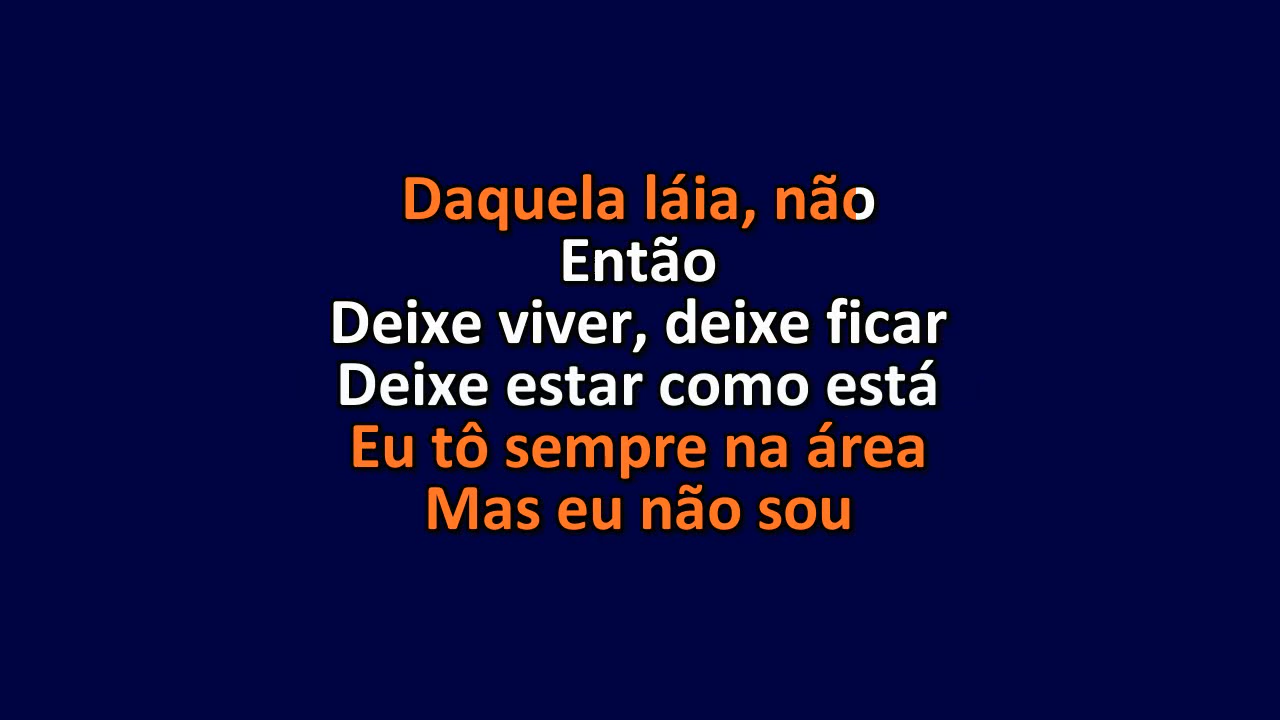 Daquela láia, não
Então
Deixe viver, deixe ficar
Deixe estar como está
Eu tô sempre na área
Mas eu não sou